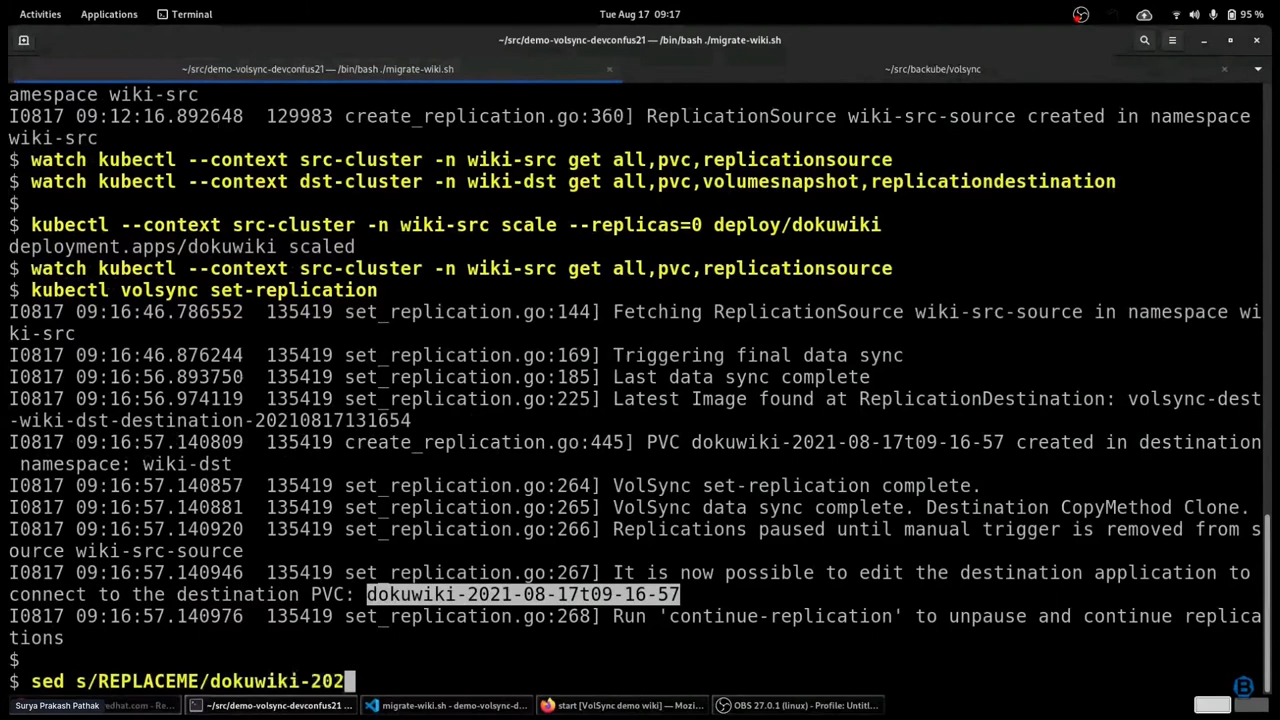 Activities Applications Terminal Tue Aug 17 09:17 95 %
~/src/demo-volsync-devconfus21 — /bin/bash ./migrate-wiki.sh
~/src/demo-volsync-devconfus21 — /bin/bash ./migrate-wiki.sh ~/src/backube/volsync
amespace wiki-src
I0817 09:12:16.892648  129983 create_replication.go:360] ReplicationSource wiki-src-source created in namespace
wiki-src
$ watch kubectl --context src-cluster -n wiki-src get all,pvc,replicationsource
$ watch kubectl --context dst-cluster -n wiki-dst get all,pvc,volumesnapshot,replicationdestination
$
$ kubectl --context src-cluster -n wiki-src scale --replicas=0 deploy/dokuwiki
deployment.apps/dokuwiki scaled
$ watch kubectl --context src-cluster -n wiki-src get all,pvc,replicationsource
$ kubectl volsync set-replication
I0817 09:16:46.786552  135419 set_replication.go:144] Fetching ReplicationSource wiki-src-source in namespace wi
ki-src
I0817 09:16:46.876244  135419 set_replication.go:169] Triggering final data sync
I0817 09:16:56.893750  135419 set_replication.go:185] Last data sync complete
I0817 09:16:56.974119  135419 set_replication.go:225] Latest Image found at ReplicationDestination: volsync-dest
-wiki-dst-destination-20210817131654
I0817 09:16:57.140809  135419 create_replication.go:445] PVC dokuwiki-2021-08-17t09-16-57 created in destination
namespace: wiki-dst
I0817 09:16:57.140857  135419 set_replication.go:264] VolSync set-replication complete.
I0817 09:16:57.140881  135419 set_replication.go:265] VolSync data sync complete. Destination CopyMethod Clone.
I0817 09:16:57.140920  135419 set_replication.go:266] Replications paused until manual trigger is removed from s
ource wiki-src-source
I0817 09:16:57.140946  135419 set_replication.go:267] It is now possible to edit the destination application to
connect to the destination PVC: dokuwiki-2021-08-17t09-16-57
I0817 09:16:57.140976  135419 set_replication.go:268] Run 'continue-replication' to unpause and continue replica
tions
$
$ sed s/REPLACEME/dokuwiki-202
Surya Prakash Pathak edhat.com - Red H... ~/src/demo-volsync-devconfus21 ... migrate-wiki.sh - demo-volsync-d... start [VolSync demo wiki] — Mozi... OBS 27.0.1 (linux) - Profile: Untitl...